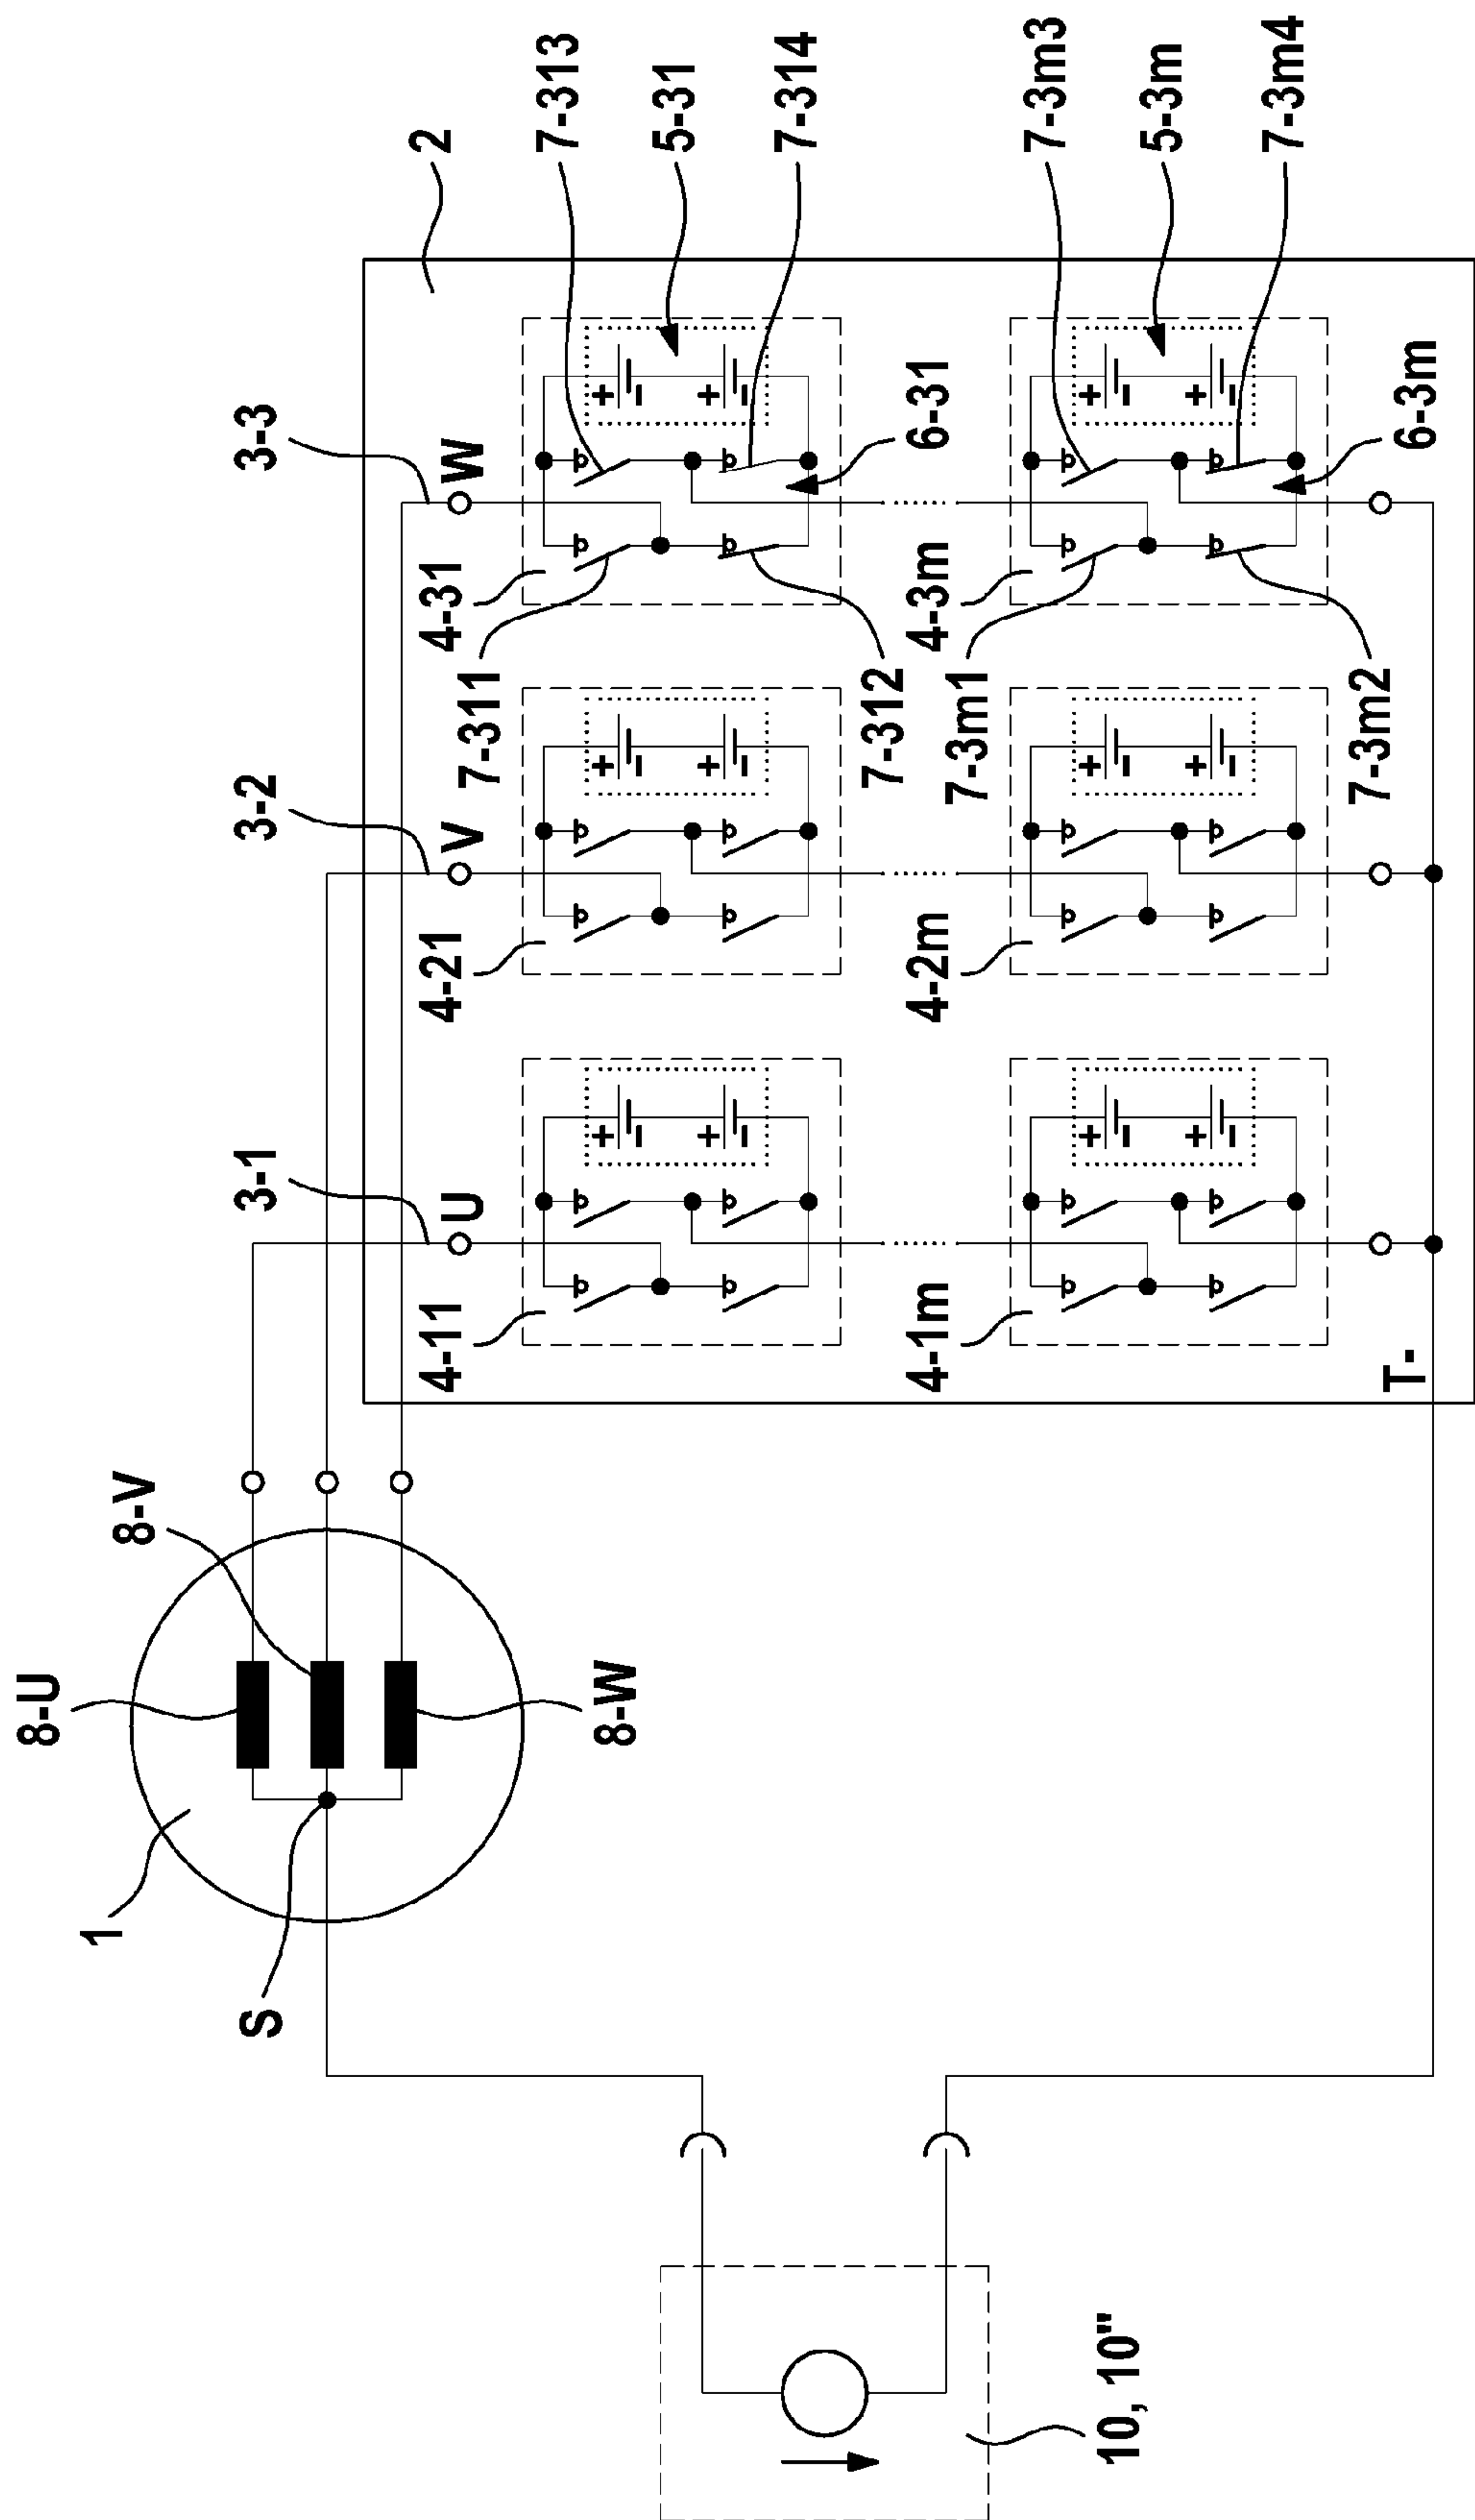 8-U
1
8-V
S
3-1
3-2
3-3
2
4-11
4-21
4-31
U
V
W
7-311
7-313
8-W
5-31
7-314
7-312
4-1m
4-2m
4-3m
6-31
7-3m1
7-3m3
10, 10"
5-3m
7-3m4
7-3m2
T-
6-3m